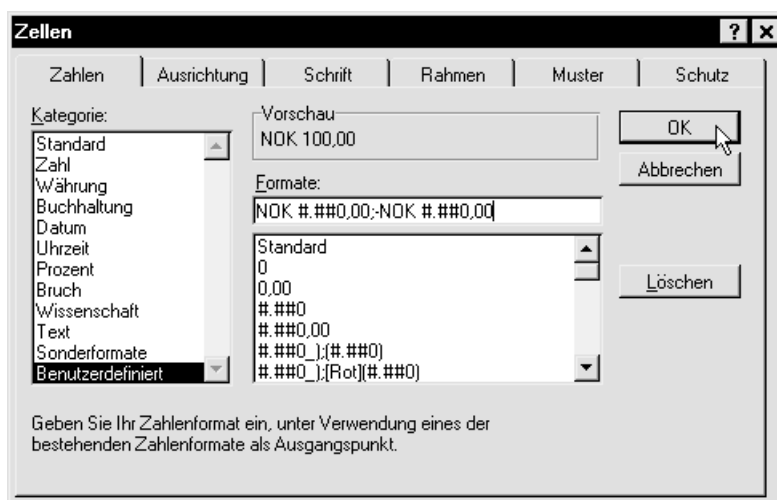 Zellen
Zahlen
Ausrichtung
Schrift
Rahmen
Muster
Schutz
Kategorie:
Standard
Zahl
Währung
Buchhaltung
Datum
Uhrzeit
Prozent
Bruch
Wissenschaft
Text
Sonderformate
Benutzerdefiniert
Vorschau
NOK 100,00
Formate:
NOK #.##0,00;-NOK #.##0,00
Standard
0
0,00
#.##0
#.##0,00
#.##0_);(#.##0)
#.##0_);[Rot](#.##0)
OK
Abbrechen
Löschen
Geben Sie Ihr Zahlenformat ein, unter Verwendung eines der
bestehenden Zahlenformate als Ausgangspunkt.